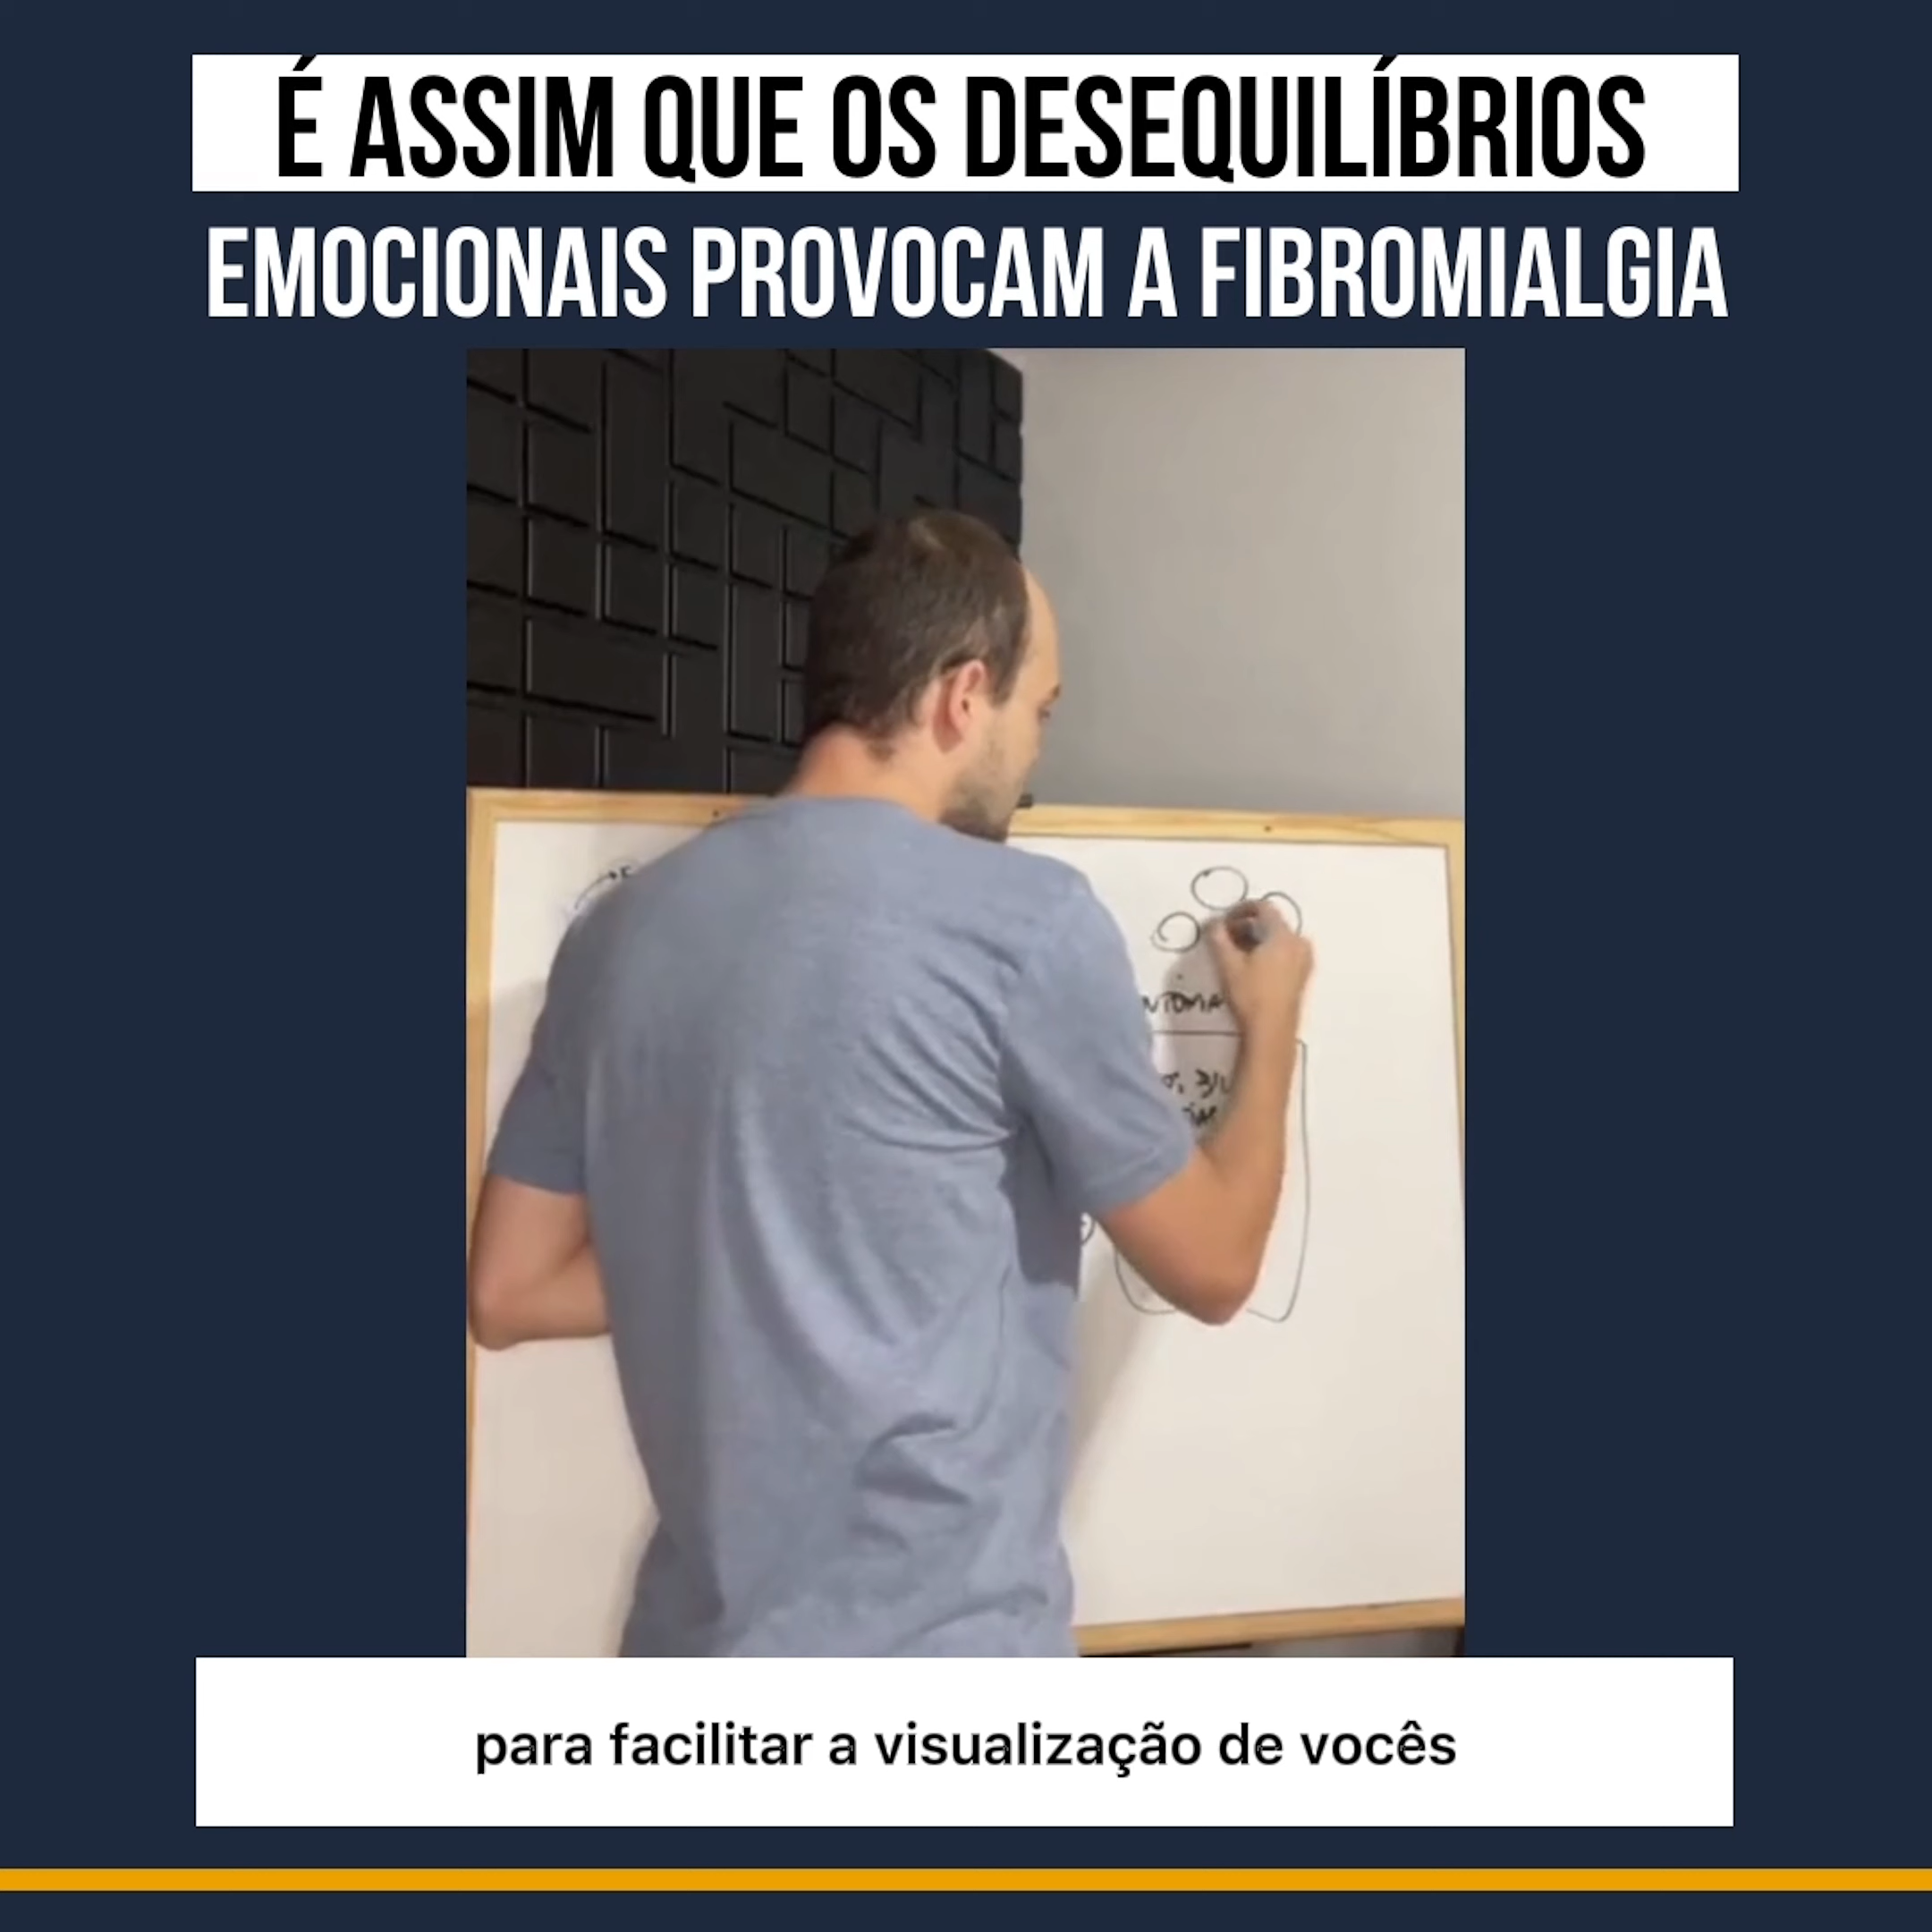 É ASSIM QUE OS DESEQUILÍBRIOS
EMOCIONAIS PROVOCAM A FIBROMIALGIA
para facilitar a visualização de vocês